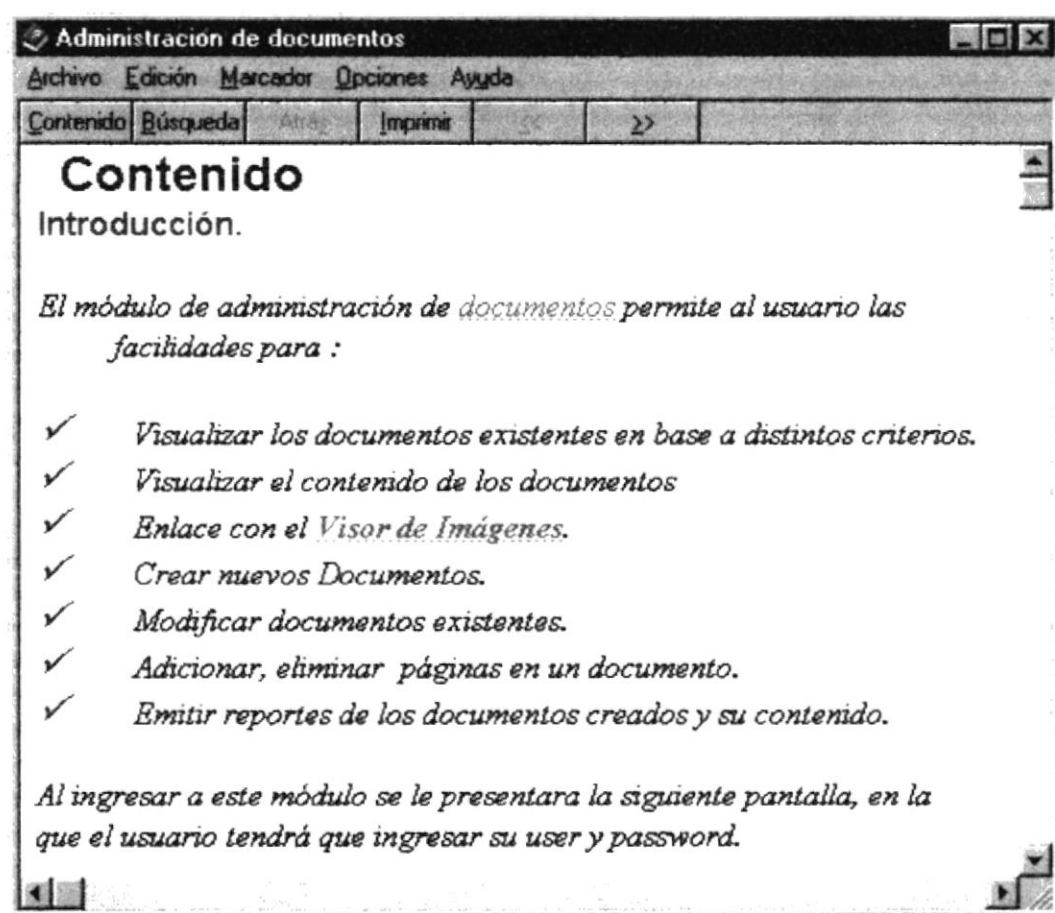 Administración de documentos
Archivo Edición Marcador Opciones Ayuda
Contenido Búsqueda Atrás Imprimir << >>
Contenido
Introducción.
El módulo de administración de documentos permite al usuario las
facilidades para :
✓ Visualizar los documentos existentes en base a distintos criterios.
✓ Visualizar el contenido de los documentos
✓ Enlace con el Visor de Imágenes.
✓ Crear nuevos Documentos.
✓ Modificar documentos existentes.
✓ Adicionar, eliminar páginas en un documento.
✓ Emitir reportes de los documentos creados y su contenido.
Al ingresar a este módulo se le presentara la siguiente pantalla, en la
que el usuario tendrá que ingresar su user y password.